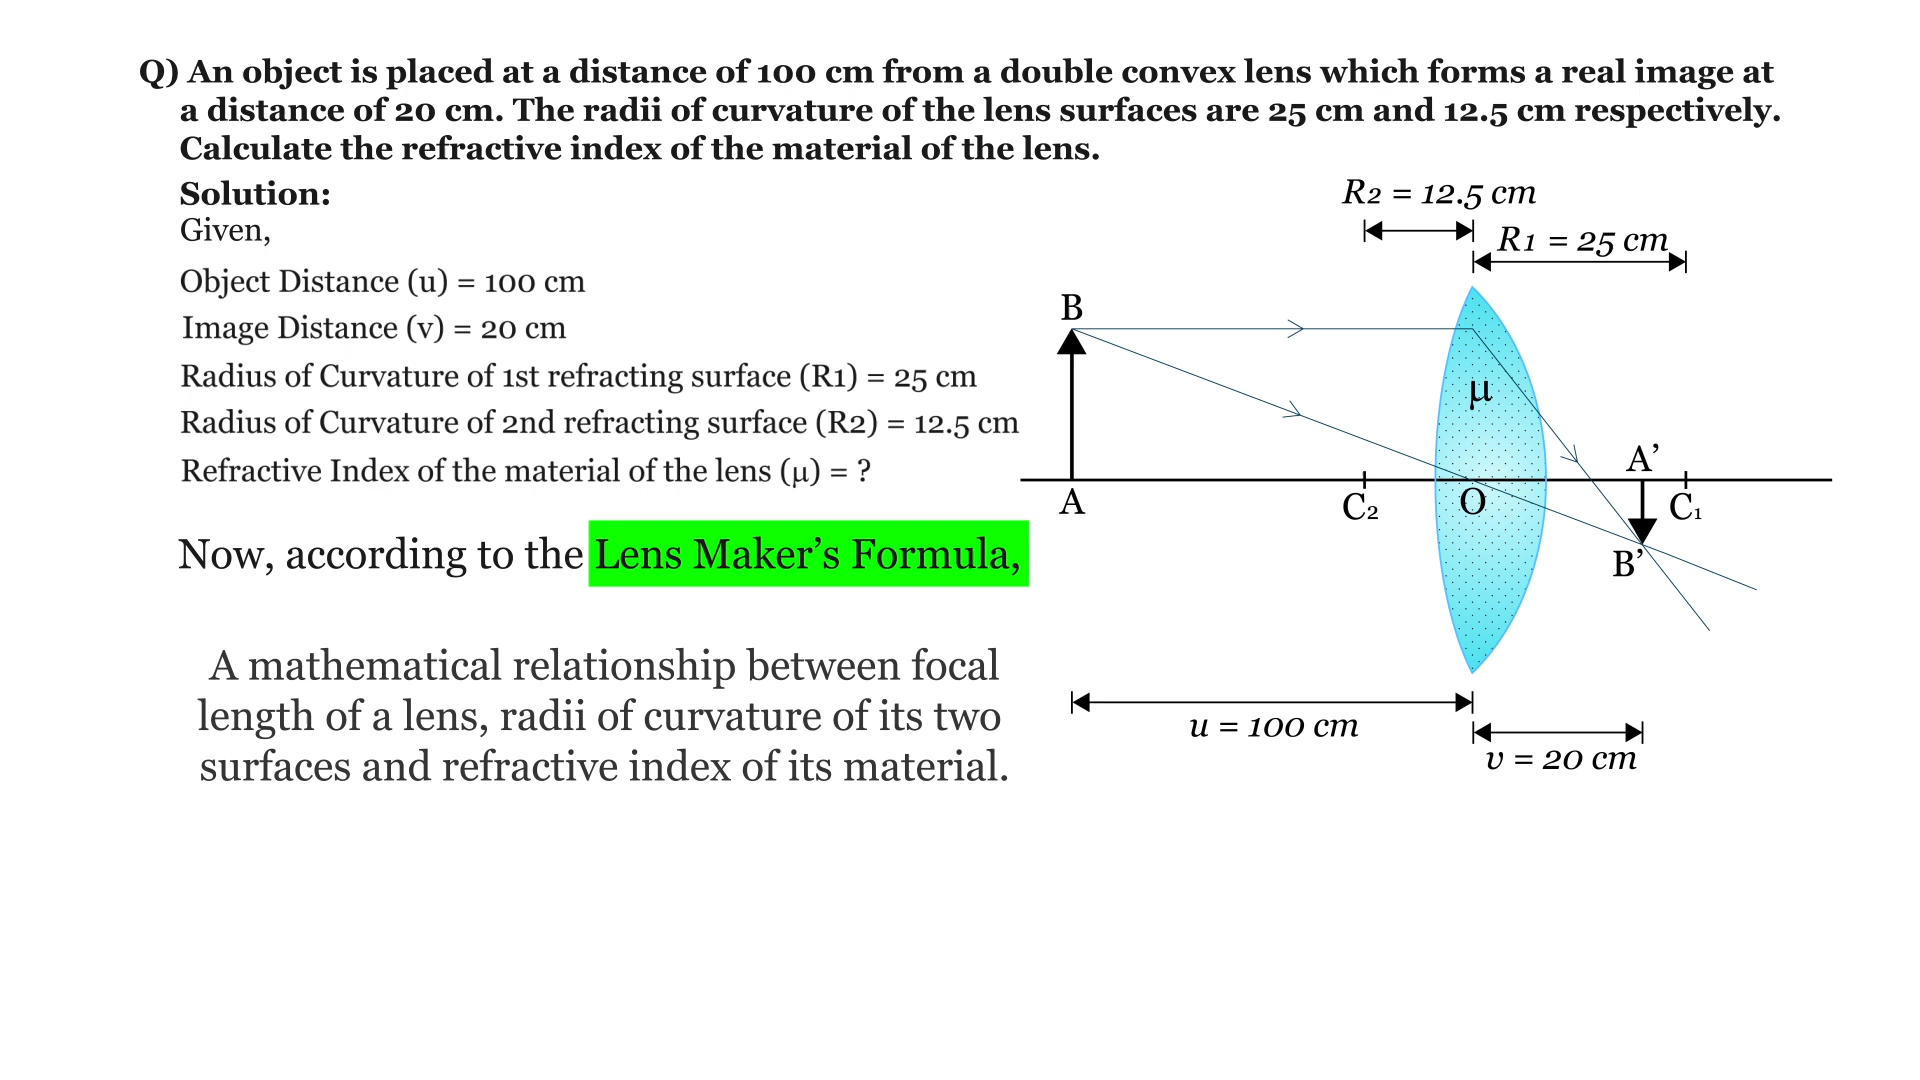 Q) An object is placed at a distance of 100 cm from a double convex lens which forms a real image at
a distance of 20 cm. The radii of curvature of the lens surfaces are 25 cm and 12.5 cm respectively.
Calculate the refractive index of the material of the lens.
Solution:
Given,
Object Distance (u) = 100 cm
Image Distance (v) = 20 cm
Radius of Curvature of 1st refracting surface (R1) = 25 cm
Radius of Curvature of 2nd refracting surface (R2) = 12.5 cm
Refractive Index of the material of the lens (μ) = ?
Now, according to the Lens Maker’s Formula,
A mathematical relationship between focal
length of a lens, radii of curvature of its two
surfaces and refractive index of its material.
R2 = 12.5 cm
R1 = 25 cm
B
μ
A’
A
C2
O
C1
B’
u = 100 cm
v = 20 cm